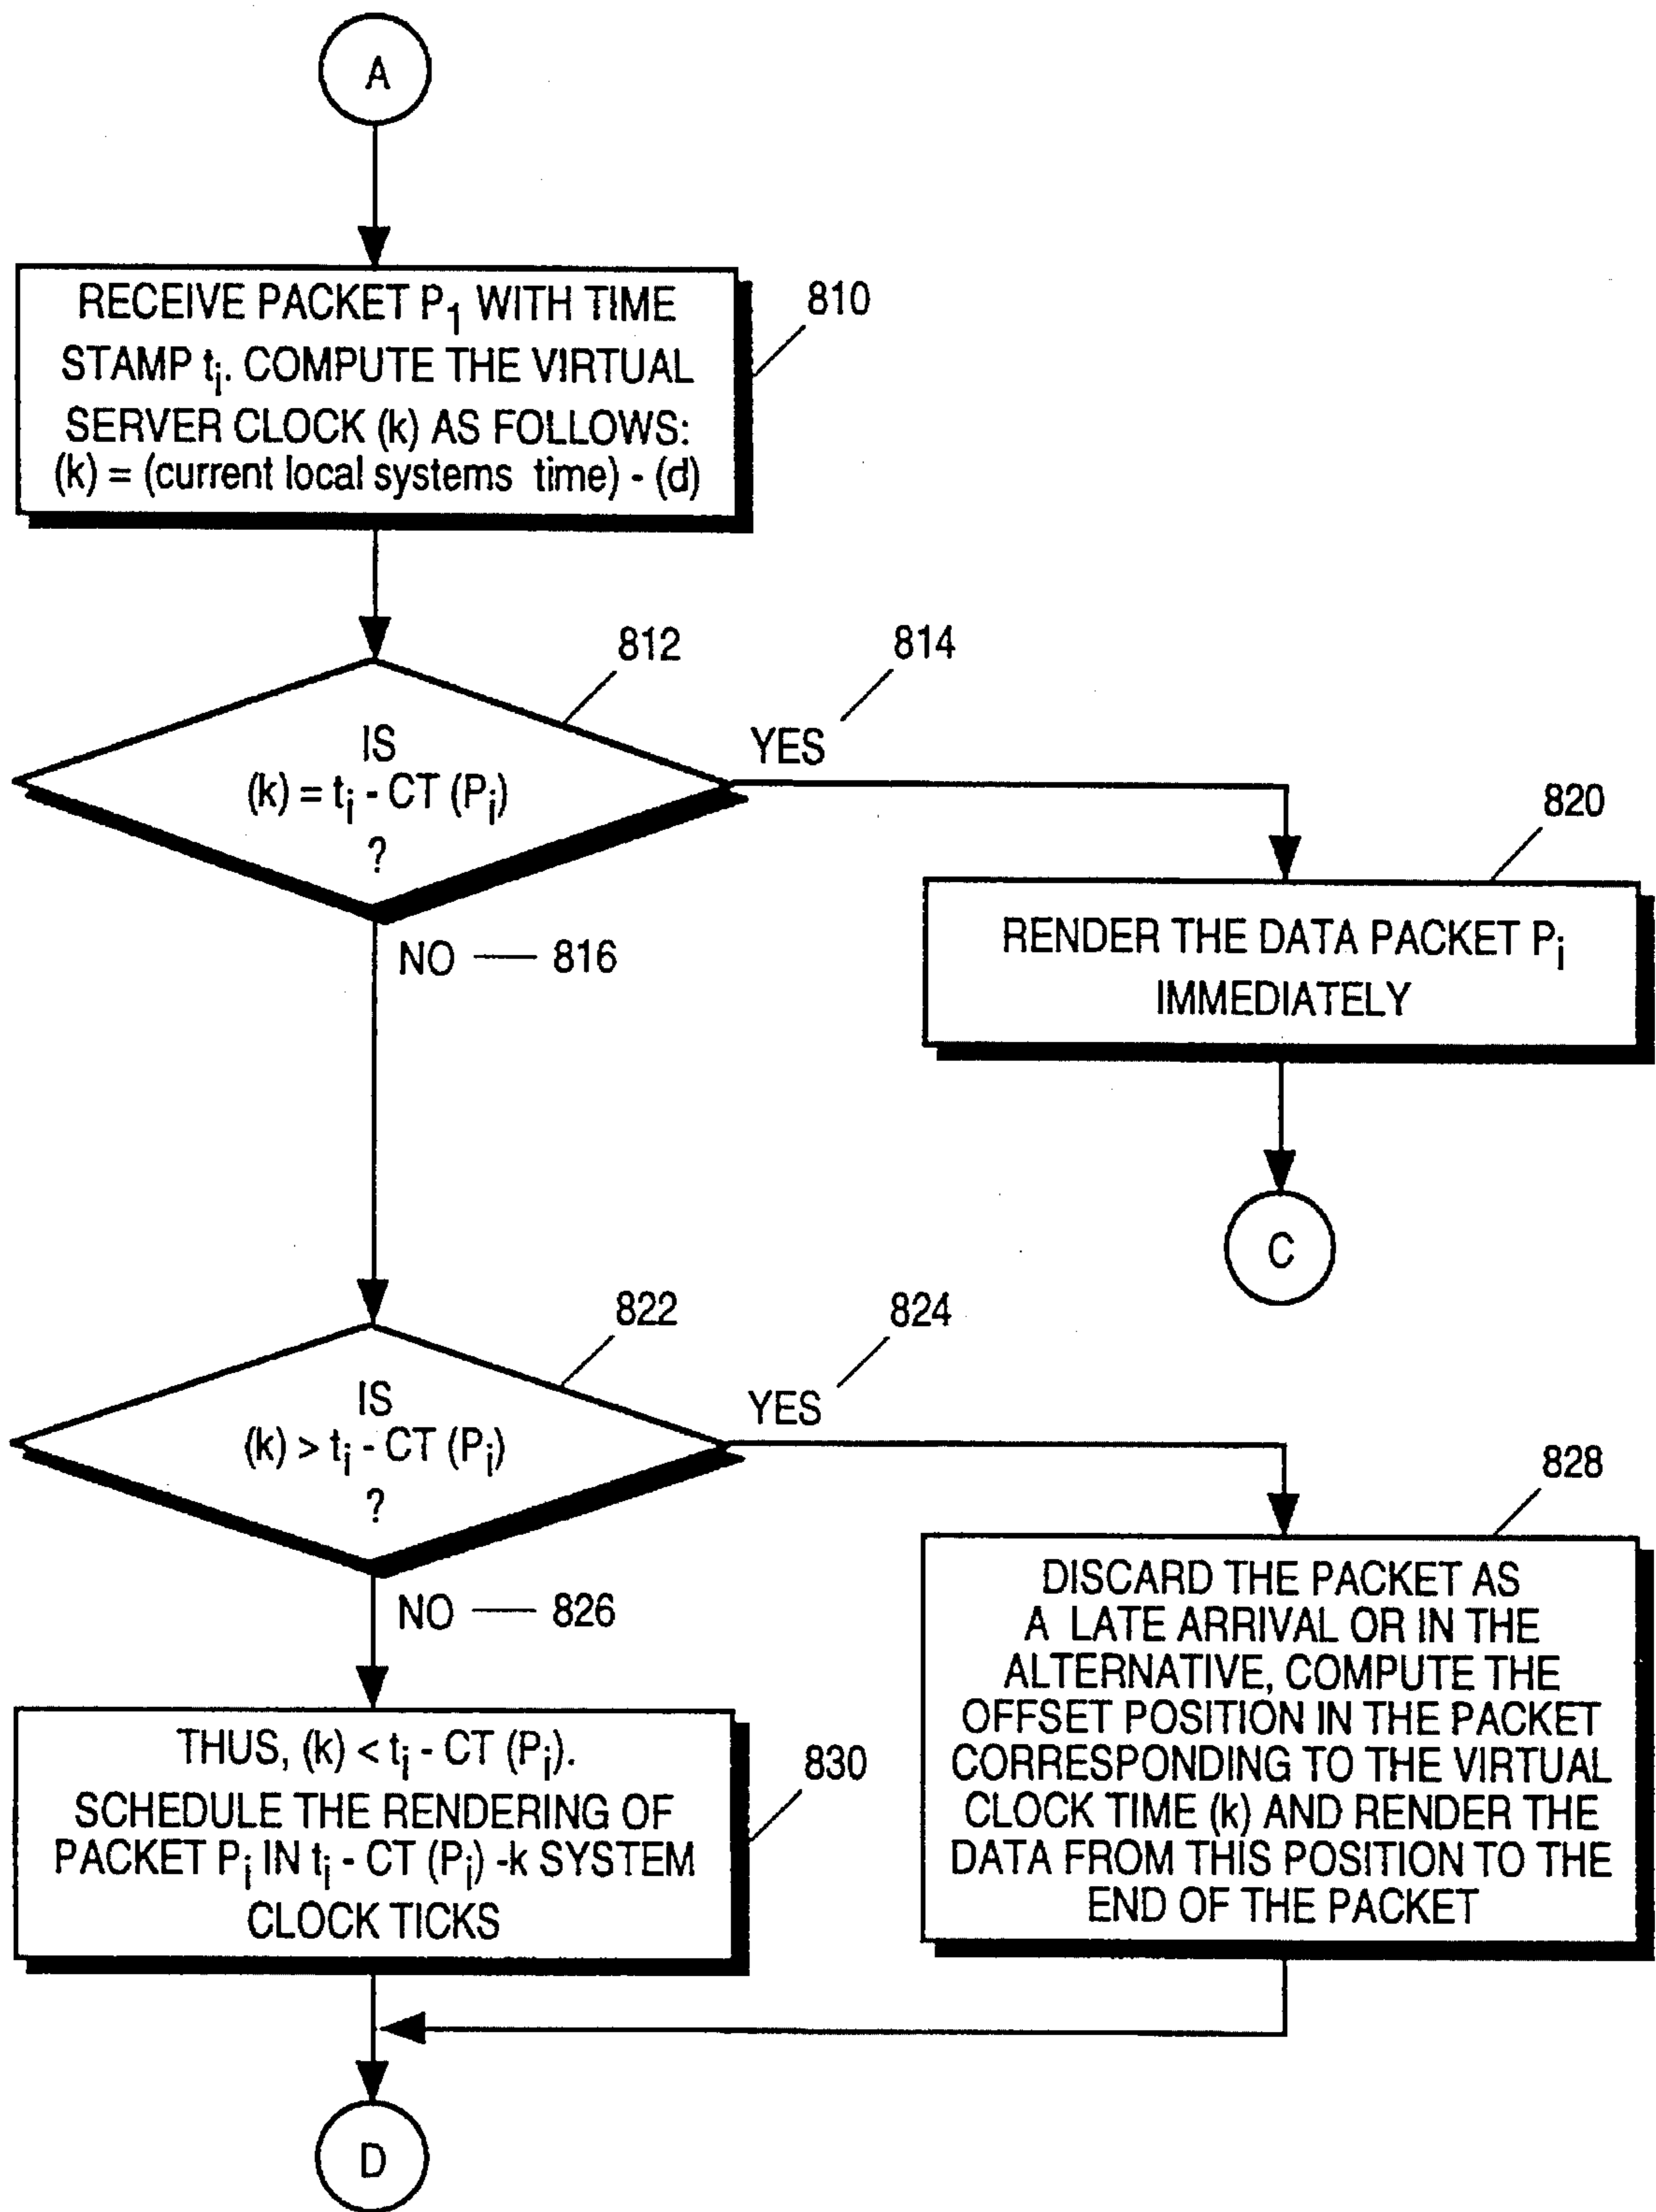 A
RECEIVE PACKET P1 WITH TIME
STAMP ti. COMPUTE THE VIRTUAL
SERVER CLOCK (k) AS FOLLOWS:
(k) = (current local systems time) - (d)
810
IS
(k) = ti - CT (Pi)
?
812
YES
814
NO — 816
RENDER THE DATA PACKET Pi
IMMEDIATELY
820
C
IS
(k) > ti - CT (Pi)
?
822
YES
824
NO — 826
DISCARD THE PACKET AS
A LATE ARRIVAL OR IN THE
ALTERNATIVE, COMPUTE THE
OFFSET POSITION IN THE PACKET
CORRESPONDING TO THE VIRTUAL
CLOCK TIME (k) AND RENDER THE
DATA FROM THIS POSITION TO THE
END OF THE PACKET
828
THUS, (k) < ti - CT (Pi).
SCHEDULE THE RENDERING OF
PACKET Pi IN ti - CT (Pi) -k SYSTEM
CLOCK TICKS
830
D